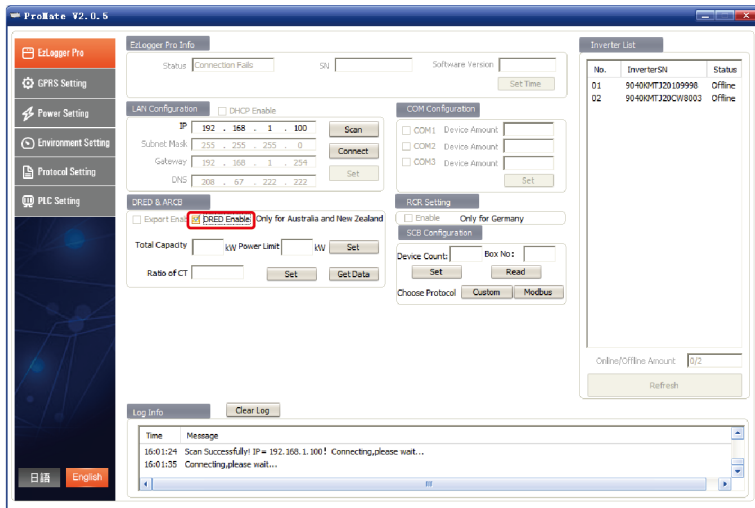 ProMate V2.0.5
EzLogger Pro
GPRS Setting
Power Setting
Environment Setting
Protocol Setting
PLC Setting
日語 English
EzLogger Pro Info
Status Connection Fails SN Software Version
Set Time
LAN Configuration DHCP Enable
IP 192 . 168 . 1 . 100 Scan
Subnet Mask 255 . 255 . 255 . 0 Connect
Gateway 192 . 168 . 1 . 254
DNS 208 . 67 . 222 . 222 Set
COM Configuration
COM1 Device Amount
COM2 Device Amount
COM3 Device Amount
Set
DRED & ARCB
Export Enab DRED Enable Only for Australia and New Zealand
Total Capacity kW Power Limit kW Set
Ratio of CT Set Get Data
RCR Setting
Enable Only for Germany
SCB Configuration
Device Count: Box No:
Set Read
Choose Protocol Custom Modbus
Inverter List
No. InverterSN Status
01 9040KMTJ20109998 Offline
02 9040KMTJ20CW8003 Offline
Online/Offline Amount 0/2
Refresh
Log Info Clear Log
Time Message
16:01:24 Scan Successfully! IP= 192.168.1.100! Connecting,please wait...
16:01:35 Connecting,please wait...